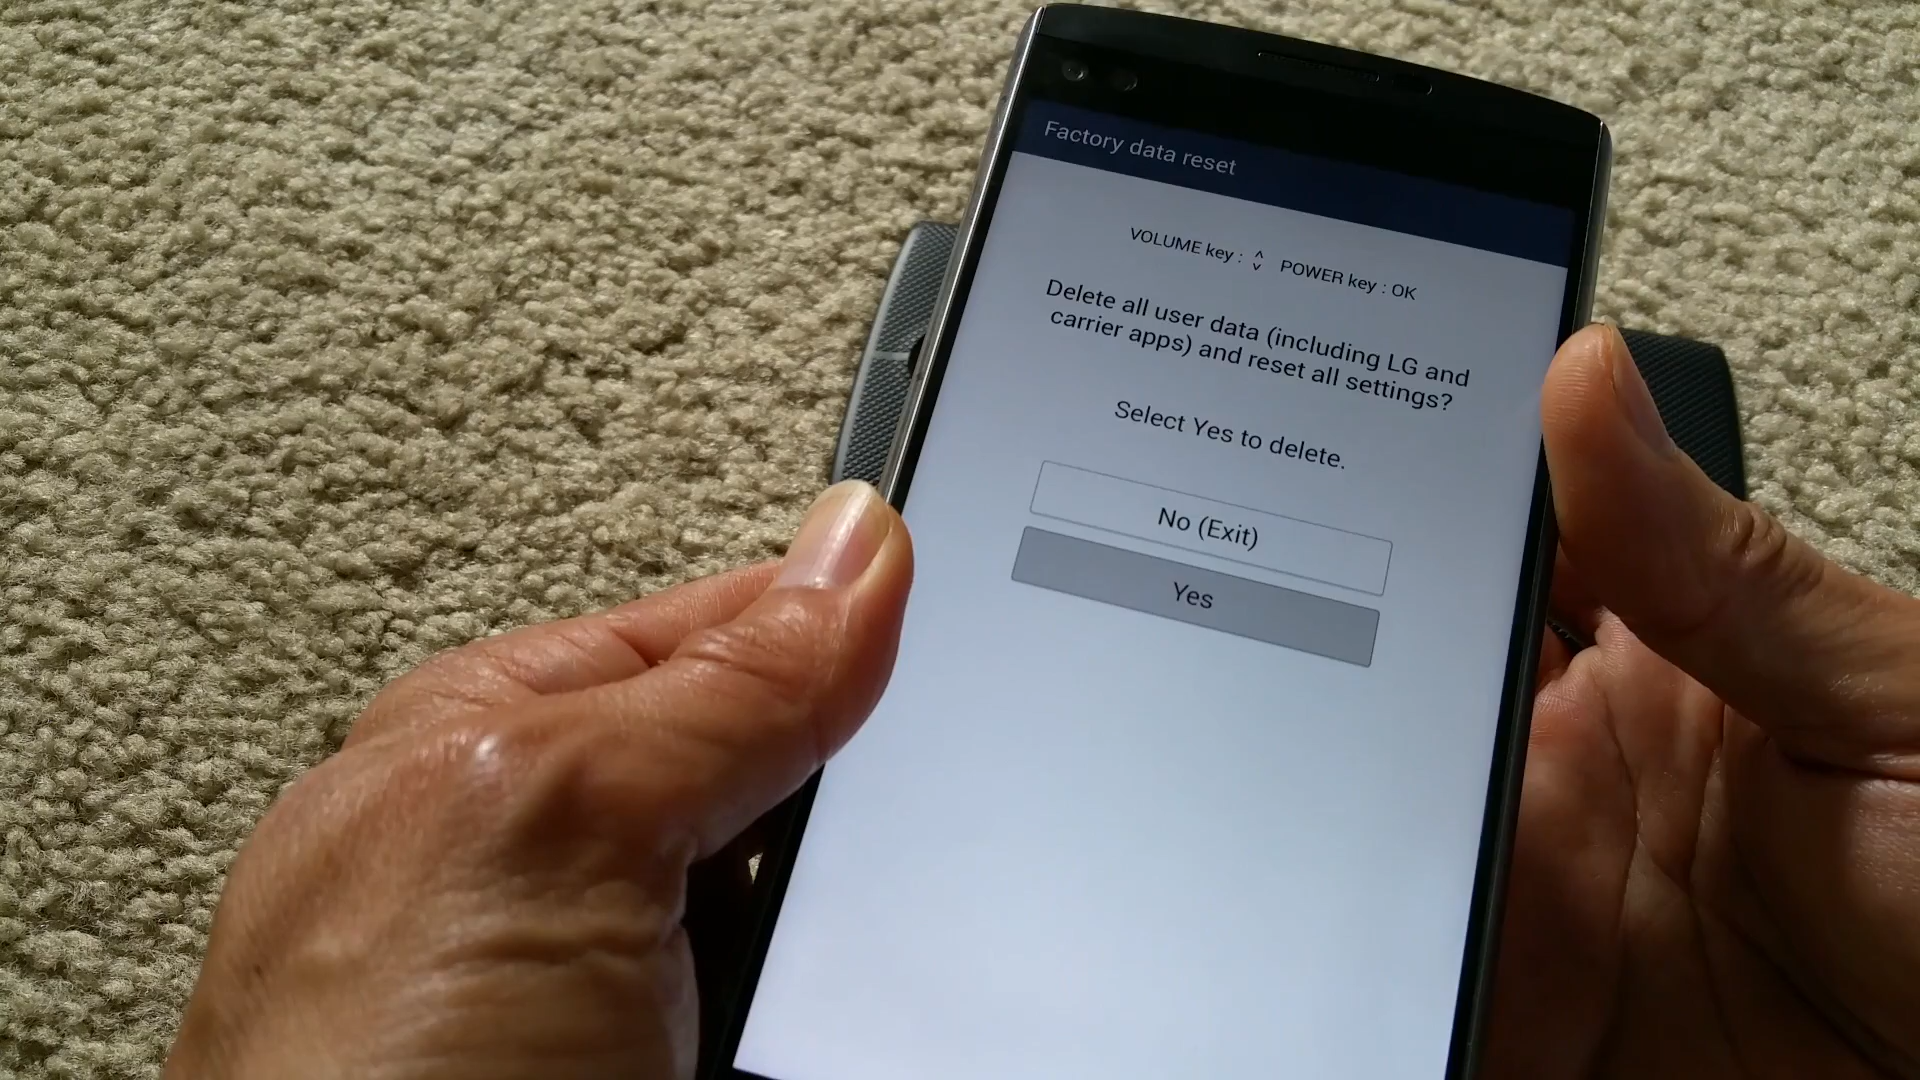 Factory data reset
VOLUME key : ^v POWER key : OK
Delete all user data (including LG and
carrier apps) and reset all settings?
Select Yes to delete.
No (Exit)
Yes